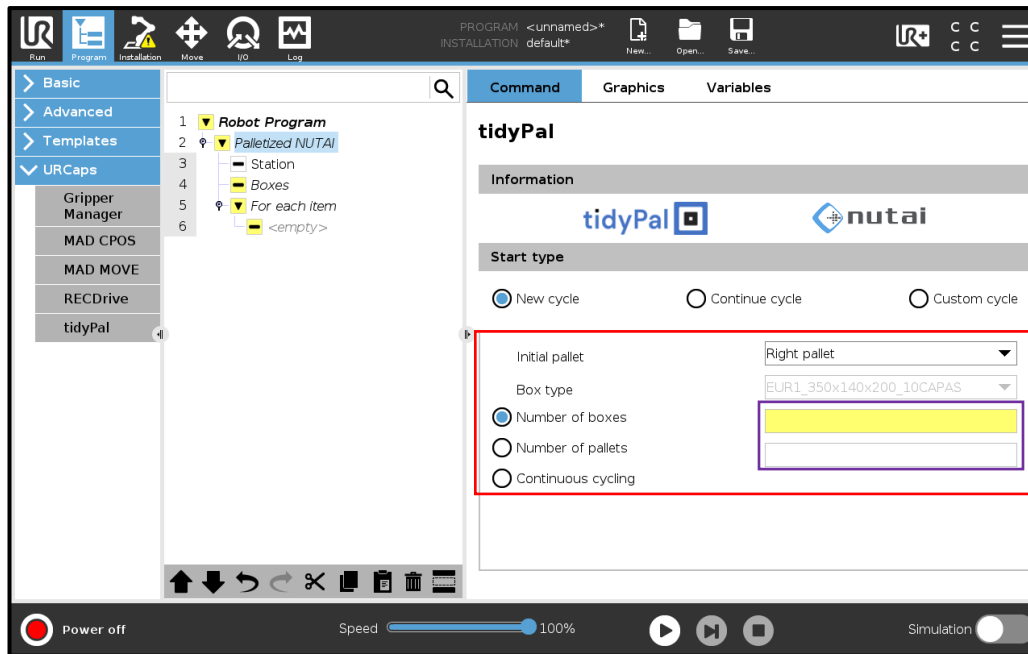 PROGRAM <unnamed>*
INSTALLATION default*
New...
Open...
Save...
UR+
C C
C C
UR
Run
Program
Installation
Move
I/O
Log
Basic
Advanced
Templates
URCaps
Gripper
Manager
MAD CPOS
MAD MOVE
RECDrive
tidyPal
1 Robot Program
2 Palletized NUTAI
3 Station
4 Boxes
5 For each item
6 <empty>
Command Graphics Variables
tidyPal
Information
tidyPal nutai
Start type
New cycle Continue cycle Custom cycle
Initial pallet Right pallet
Box type EUR1_350x140x200_10CAPAS
Number of boxes
Number of pallets
Continuous cycling
Power off Speed 100% Simulation